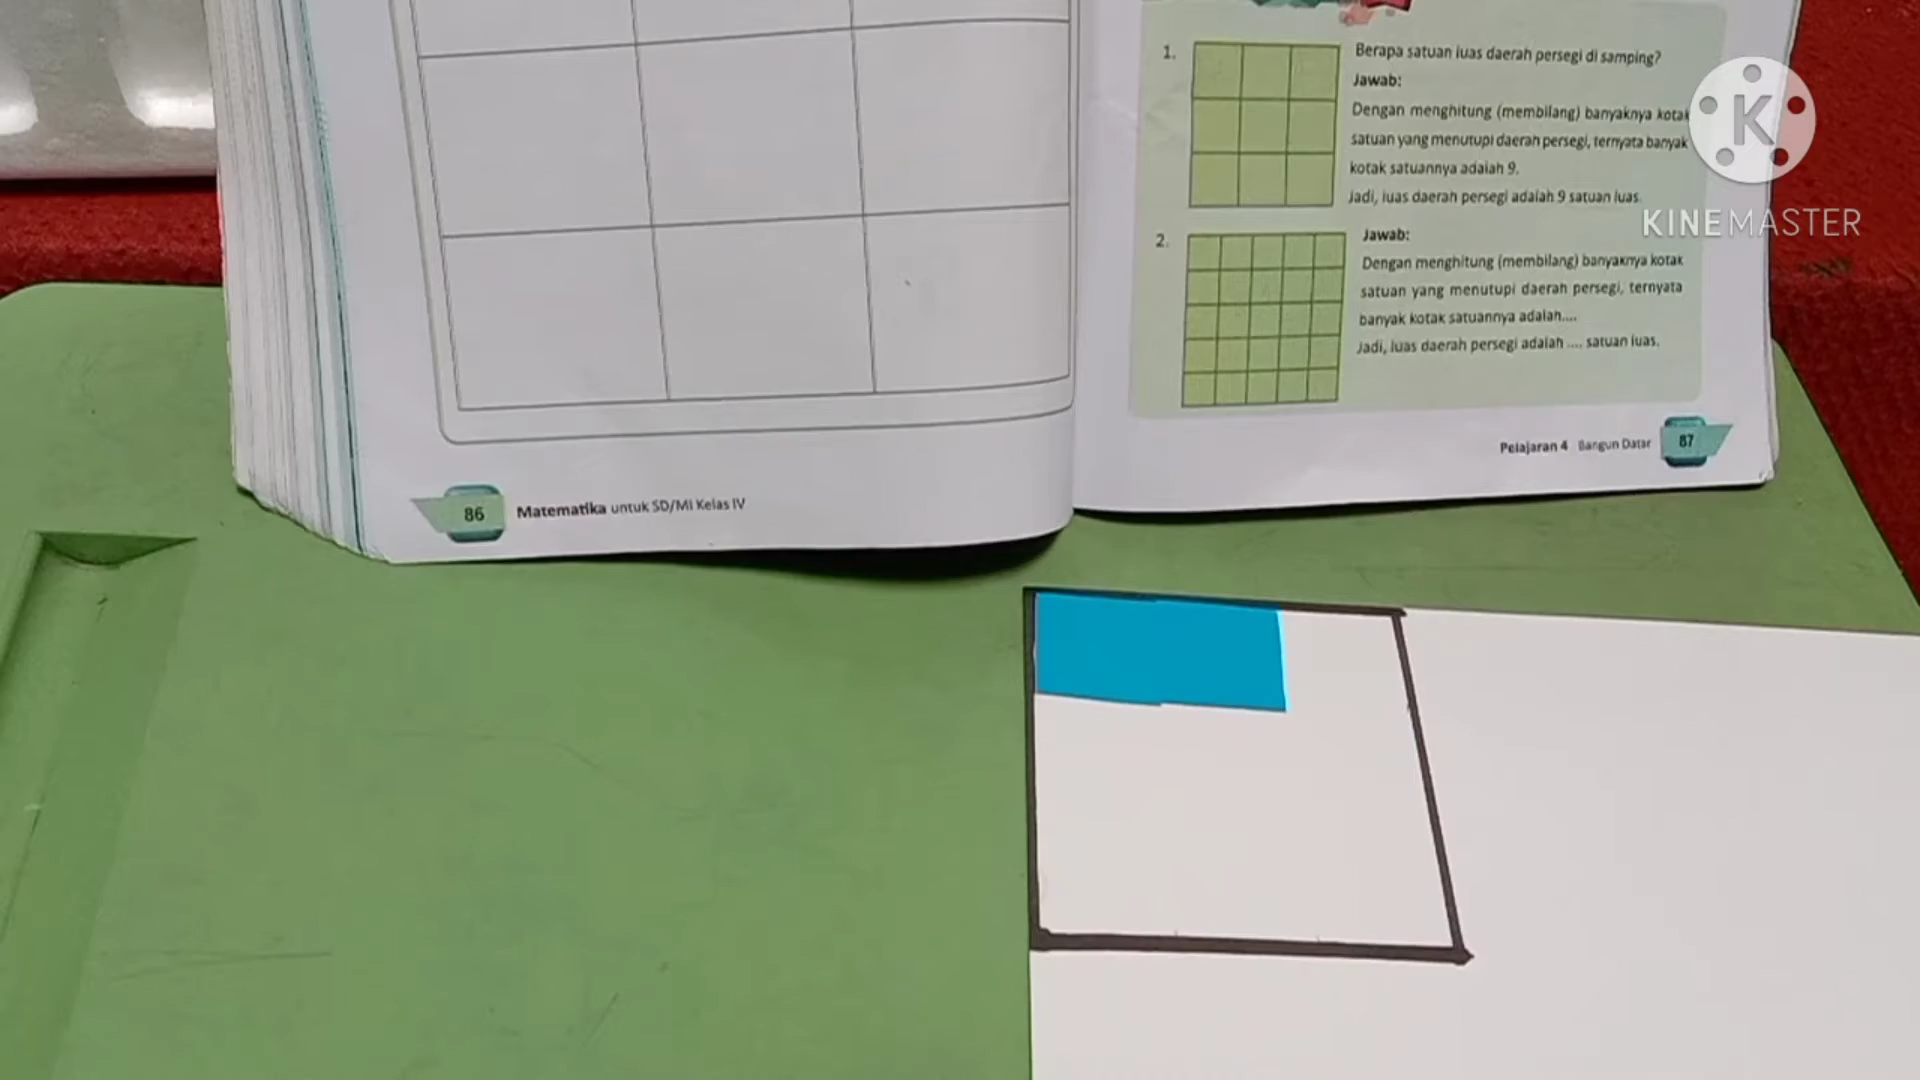 1.
Berapa satuan luas daerah persegi di samping?
Jawab:
Dengan menghitung (membilang) banyaknya kotak
satuan yang menutupi daerah persegi, ternyata banyak
kotak satuannya adalah 9.
Jadi, luas daerah persegi adalah 9 satuan luas.
2.
Jawab:
Dengan menghitung (membilang) banyaknya kotak
satuan yang menutupi daerah persegi, ternyata
banyak kotak satuannya adalah....
Jadi, luas daerah persegi adalah .... satuan luas.
Pelajaran 4 Bangun Datar 87
86 Matematika untuk SD/MI Kelas IV
K
KINEMASTER